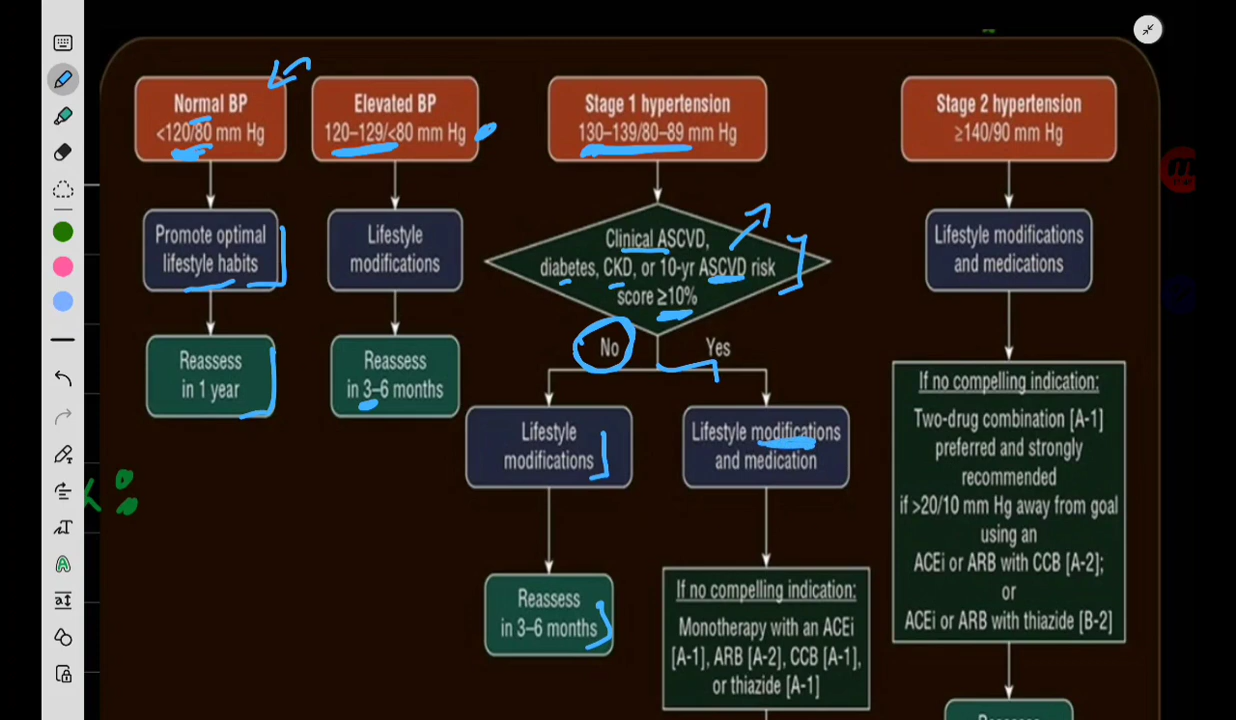 Normal BP
<120/80 mm Hg
Elevated BP
120–129/<80 mm Hg
Stage 1 hypertension
130–139/80–89 mm Hg
Stage 2 hypertension
≥140/90 mm Hg
Promote optimal
lifestyle habits
Lifestyle
modifications
Clinical ASCVD,
diabetes, CKD, or 10-yr ASCVD risk
score ≥10%
Lifestyle modifications
and medications
Reassess
in 1 year
Reassess
in 3–6 months
No
Yes
Lifestyle
modifications
Lifestyle modifications
and medication
If no compelling indication:
Two-drug combination [A-1]
preferred and strongly
recommended
if >20/10 mm Hg away from goal
using an
ACEi or ARB with CCB [A-2];
or
ACEi or ARB with thiazide [B-2]
Reassess
in 3–6 months
If no compelling indication:
Monotherapy with an ACEi
[A-1], ARB [A-2], CCB [A-1],
or thiazide [A-1]